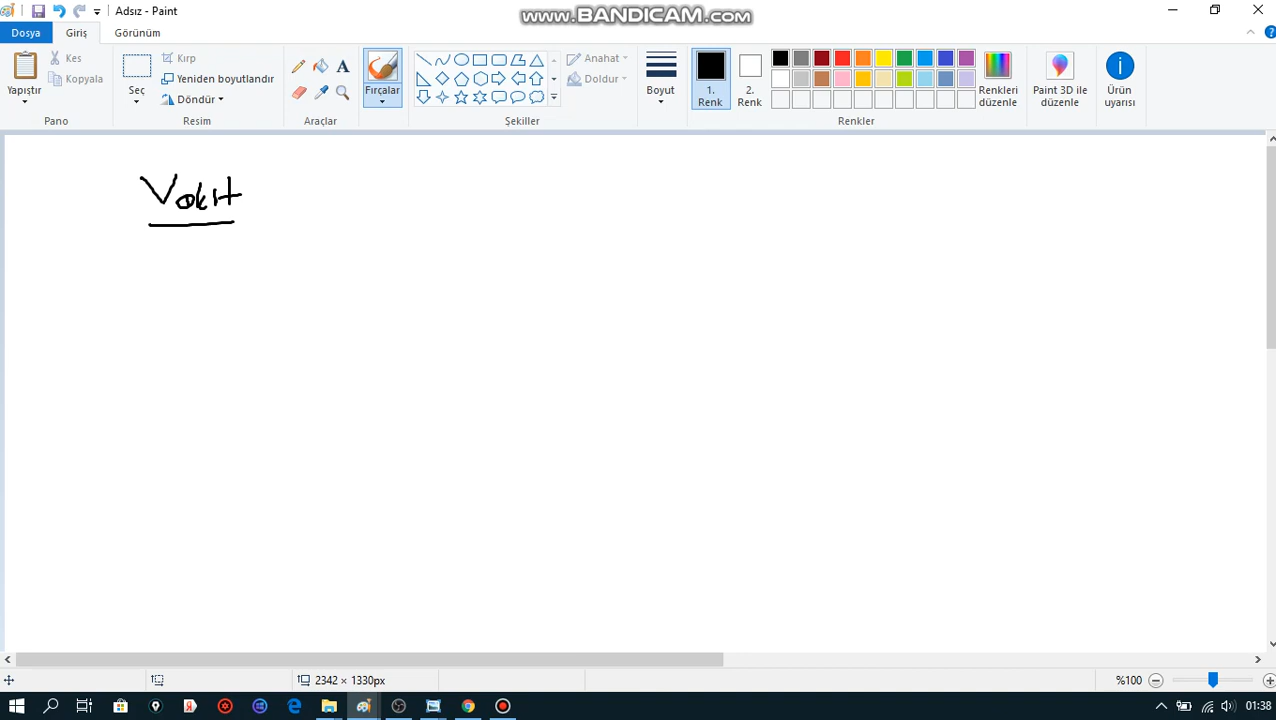 Adsız - Paint
www.BANDICAM.com
Dosya
Giriş
Görünüm
Yapıştır
Kes
Kopyala
Pano
Seç
Kırp
Yeniden boyutlandır
Döndür
Resim
A
Araçlar
Fırçalar
Anahat
Doldur
Şekiller
Boyut
1.
Renk
2.
Renk
Renkleri
düzenle
Renkler
Paint 3D ile
düzenle
Ürün
uyarısı
Vakıt
2342 × 1330px
%100
01:38